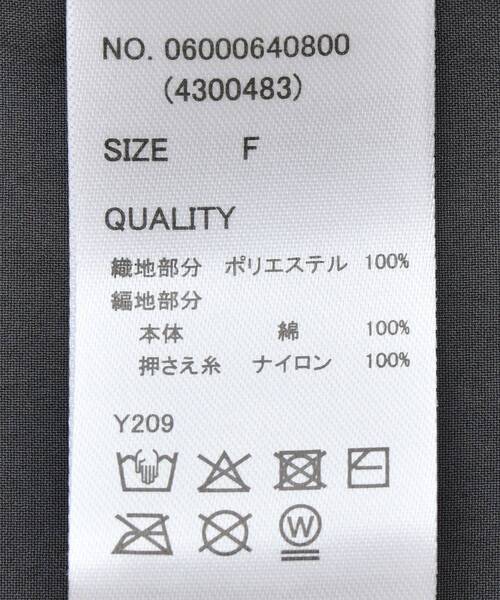 NO. 06000640800
(4300483)
SIZE F
QUALITY
織地部分 ポリエステル 100%
編地部分
本体 綿 100%
押さえ糸 ナイロン 100%
Y209
W